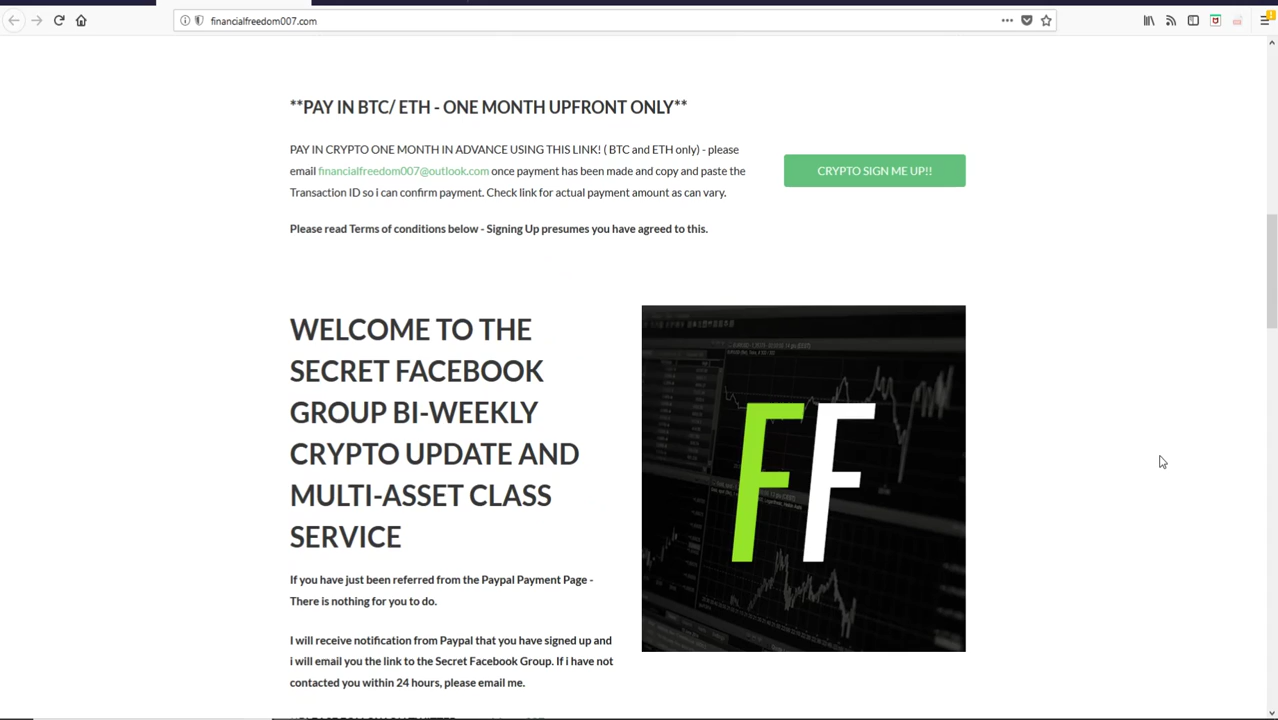 financialfreedom007.com
**PAY IN BTC/ ETH - ONE MONTH UPFRONT ONLY**
PAY IN CRYPTO ONE MONTH IN ADVANCE USING THIS LINK! ( BTC and ETH only) - please
email financialfreedom007@outlook.com once payment has been made and copy and paste the
Transaction ID so i can confirm payment. Check link for actual payment amount as can vary.
CRYPTO SIGN ME UP!!
Please read Terms of conditions below - Signing Up presumes you have agreed to this.
WELCOME TO THE
SECRET FACEBOOK
GROUP BI-WEEKLY
CRYPTO UPDATE AND
MULTI-ASSET CLASS
SERVICE
FF
If you have just been referred from the Paypal Payment Page -
There is nothing for you to do.
I will receive notification from Paypal that you have signed up and
i will email you the link to the Secret Facebook Group. If i have not
contacted you within 24 hours, please email me.